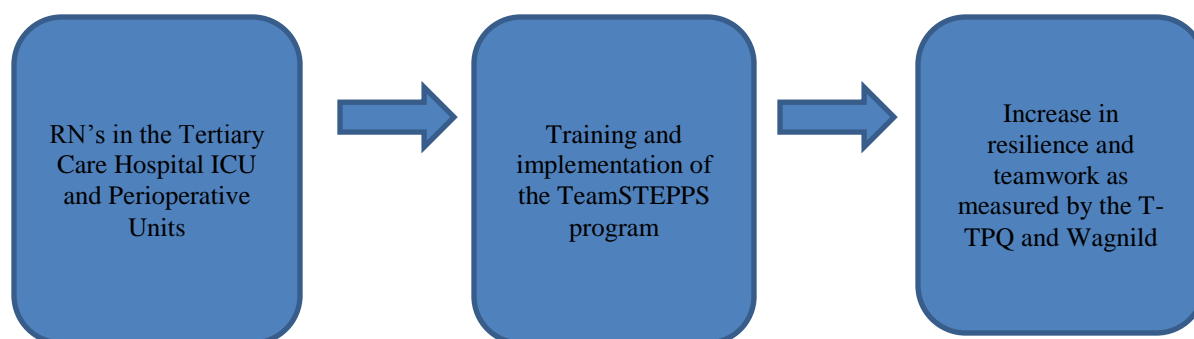 RN’s in the Tertiary
Care Hospital ICU
and Perioperative
Units
Training and
implementation of
the TeamSTEPPS
program
Increase in
resilience and
teamwork as
measured by the T-
TPQ and Wagnild